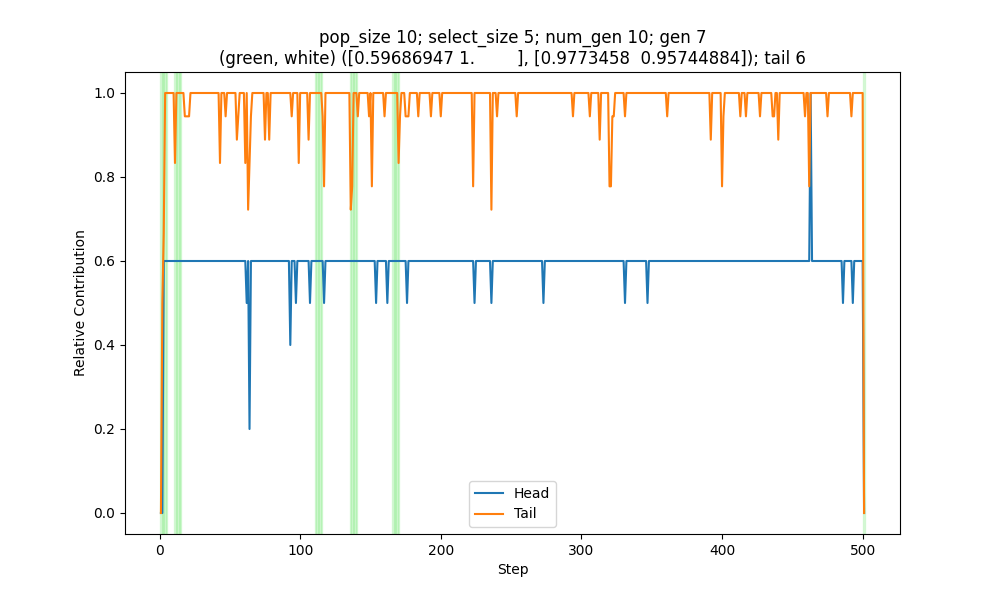 pop_size 10; select_size 5; num_gen 10; gen 7
(green, white) ([0.59686947 1.        ], [0.9773458  0.95744884]); tail 6
1.0
0.8
0.6
0.4
0.2
0.0
Relative Contribution
Head
Tail
0
100
200
300
400
500
Step